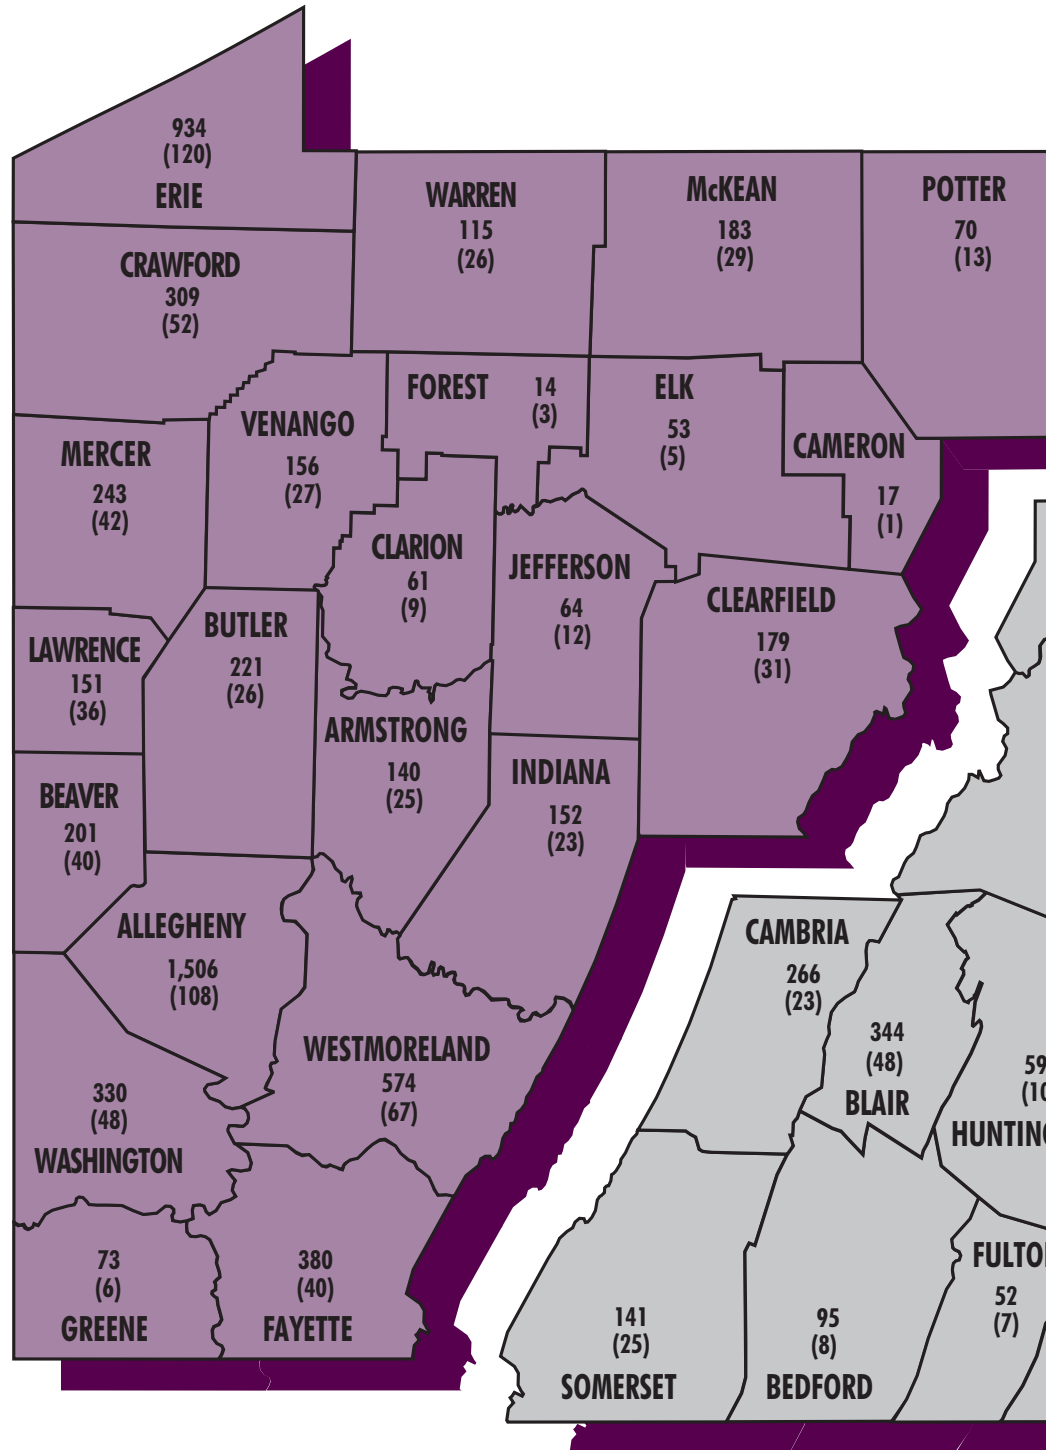 934
(120)
ERIE
WARREN
115
(26)
McKEAN
183
(29)
POTTER
70
(13)
CRAWFORD
309
(52)
FOREST
14
(3)
ELK
53
(5)
VENANGO
156
(27)
CAMERON
17
(1)
MERCER
243
(42)
CLARION
61
(9)
JEFFERSON
64
(12)
CLEARFIELD
179
(31)
BUTLER
221
(26)
LAWRENCE
151
(36)
ARMSTRONG
140
(25)
INDIANA
152
(23)
BEAVER
201
(40)
ALLEGHENY
1,506
(108)
CAMBRIA
266
(23)
WESTMORELAND
574
(67)
344
(48)
BLAIR
59
(10
HUNTING
330
(48)
WASHINGTON
73
(6)
GREENE
380
(40)
FAYETTE
FULTO
52
(7)
141
(25)
SOMERSET
95
(8)
BEDFORD